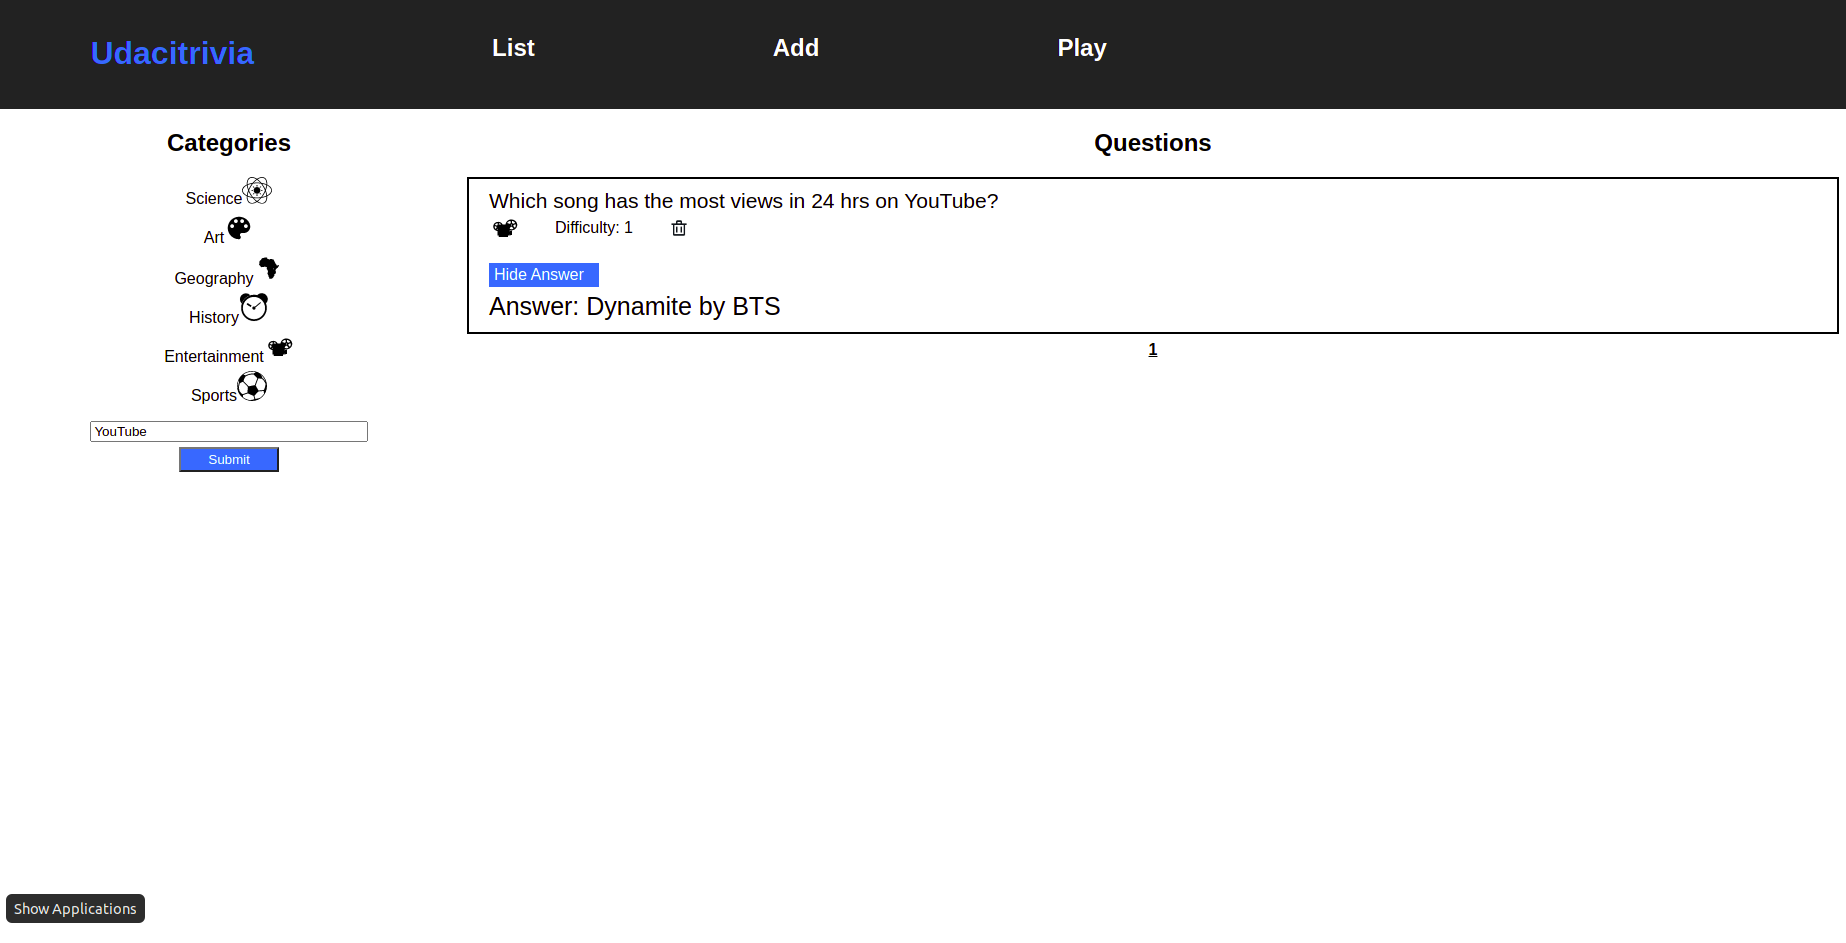 Udacitrivia
List
Add
Play
Categories
Science
Art
Geography
History
Entertainment
Sports
YouTube
Submit
Questions
Which song has the most views in 24 hrs on YouTube?
Difficulty: 1
Hide Answer
Answer: Dynamite by BTS
1
Show Applications